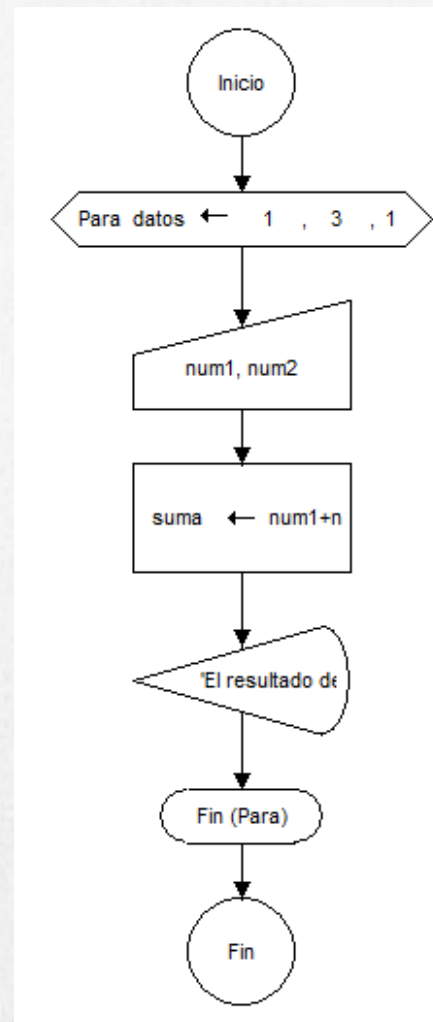 Inicio
Para datos ← 1 , 3 , 1
num1, num2
suma ← num1+n
"El resultado de
Fin (Para)
Fin